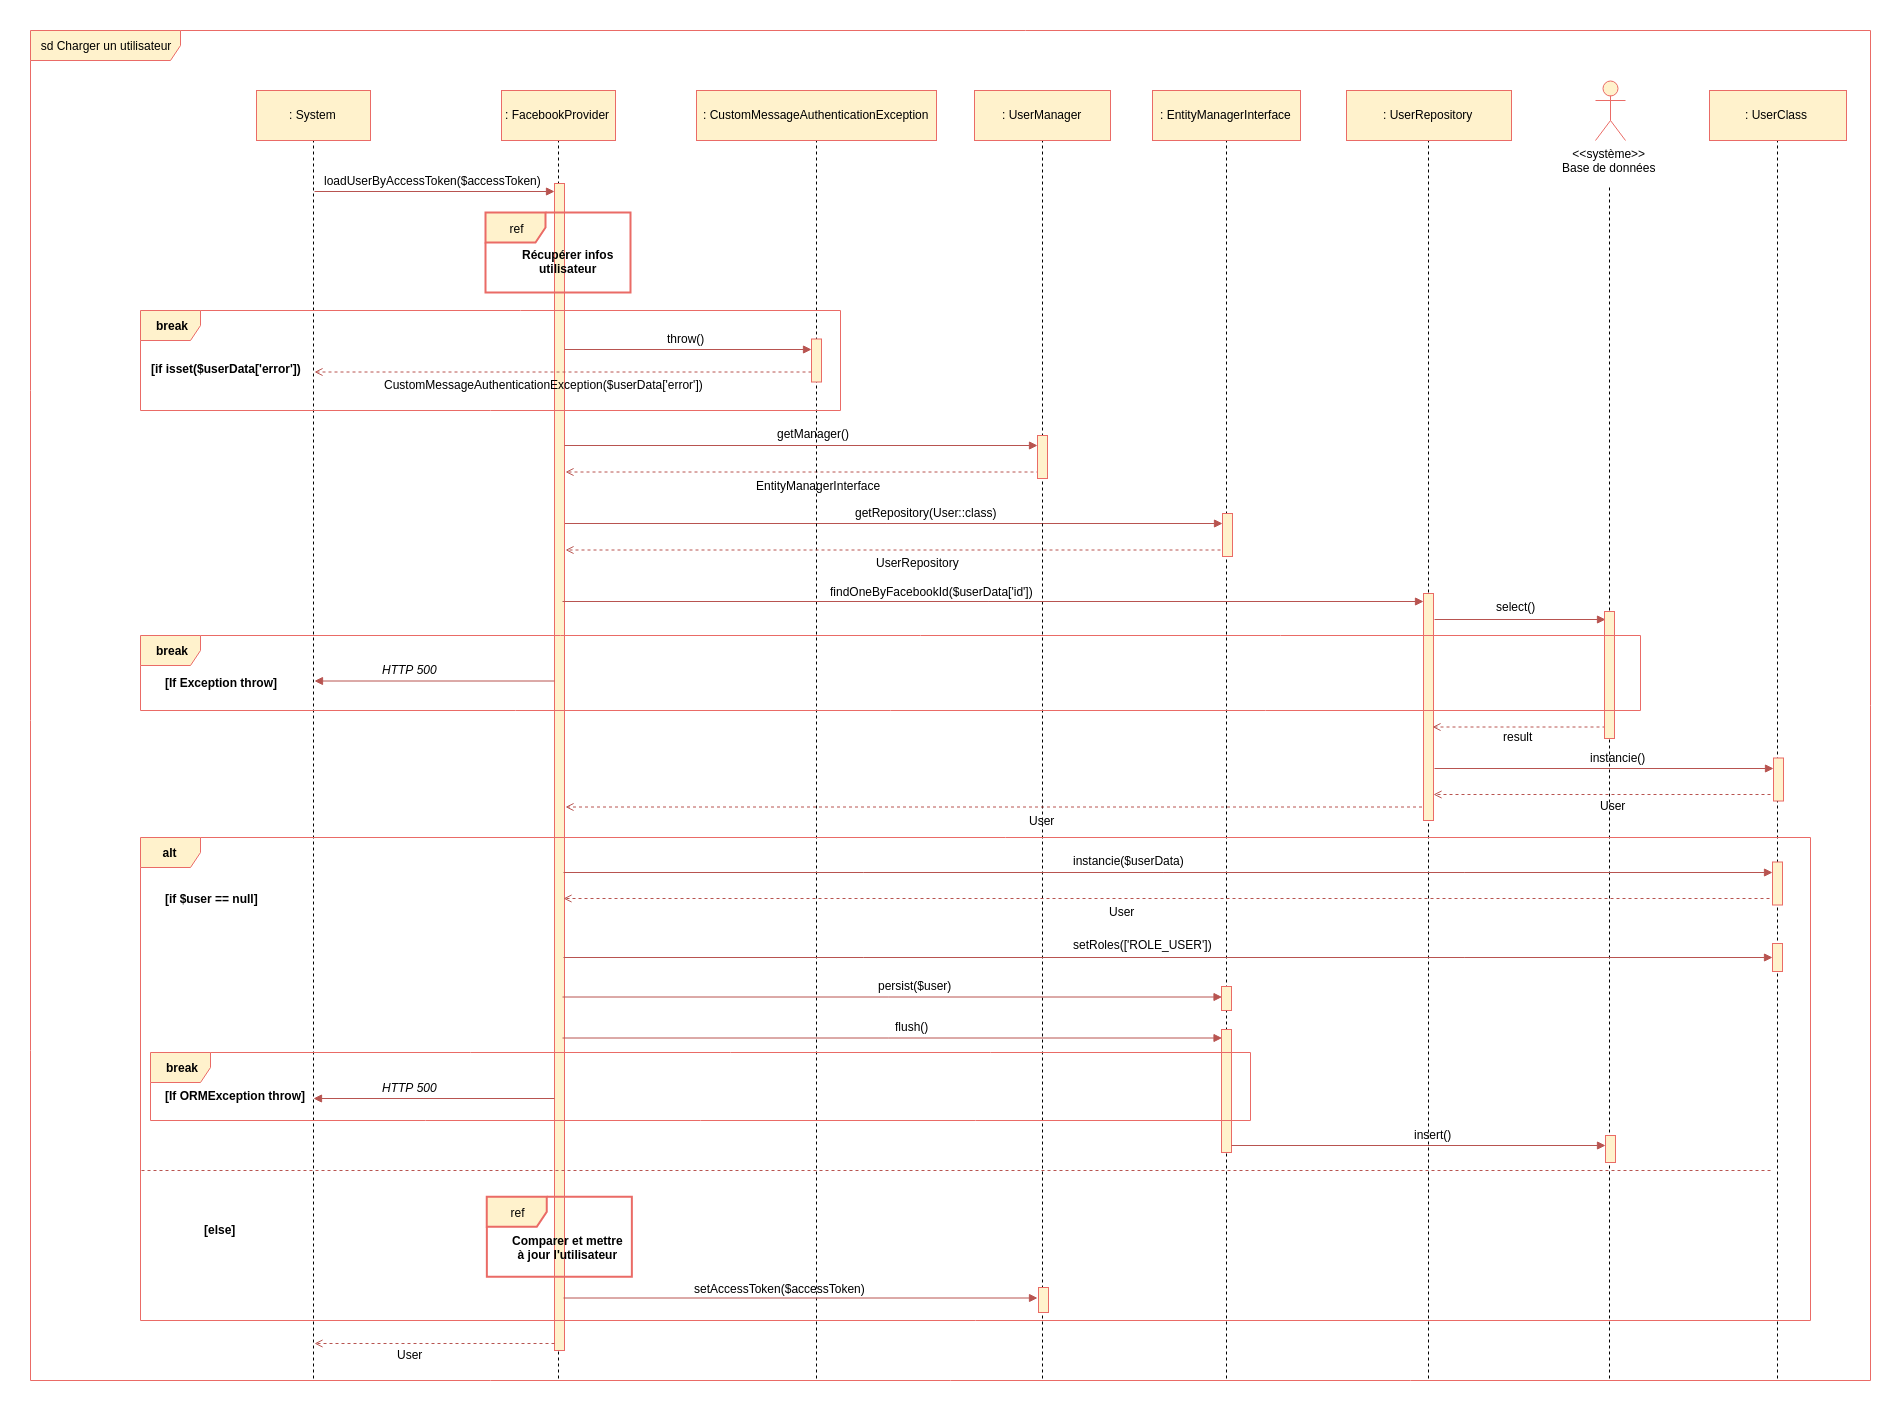 sd Charger un utilisateur
: System
: FacebookProvider
: CustomMessageAuthenticationException
: UserManager
: EntityManagerInterface
: UserRepository
<<système>>
Base de données
: UserClass
loadUserByAccessToken($accessToken)
ref
Récupérer infos
utilisateur
break
throw()
[if isset($userData['error'])
CustomMessageAuthenticationException($userData['error'])
getManager()
EntityManagerInterface
getRepository(User::class)
UserRepository
findOneByFacebookId($userData['id'])
select()
break
HTTP 500
[If Exception throw]
result
instancie()
User
User
alt
instancie($userData)
[if $user == null]
User
setRoles(['ROLE_USER'])
persist($user)
flush()
break
HTTP 500
[If ORMException throw]
insert()
ref
[else]
Comparer et mettre
à jour l'utilisateur
setAccessToken($accessToken)
User